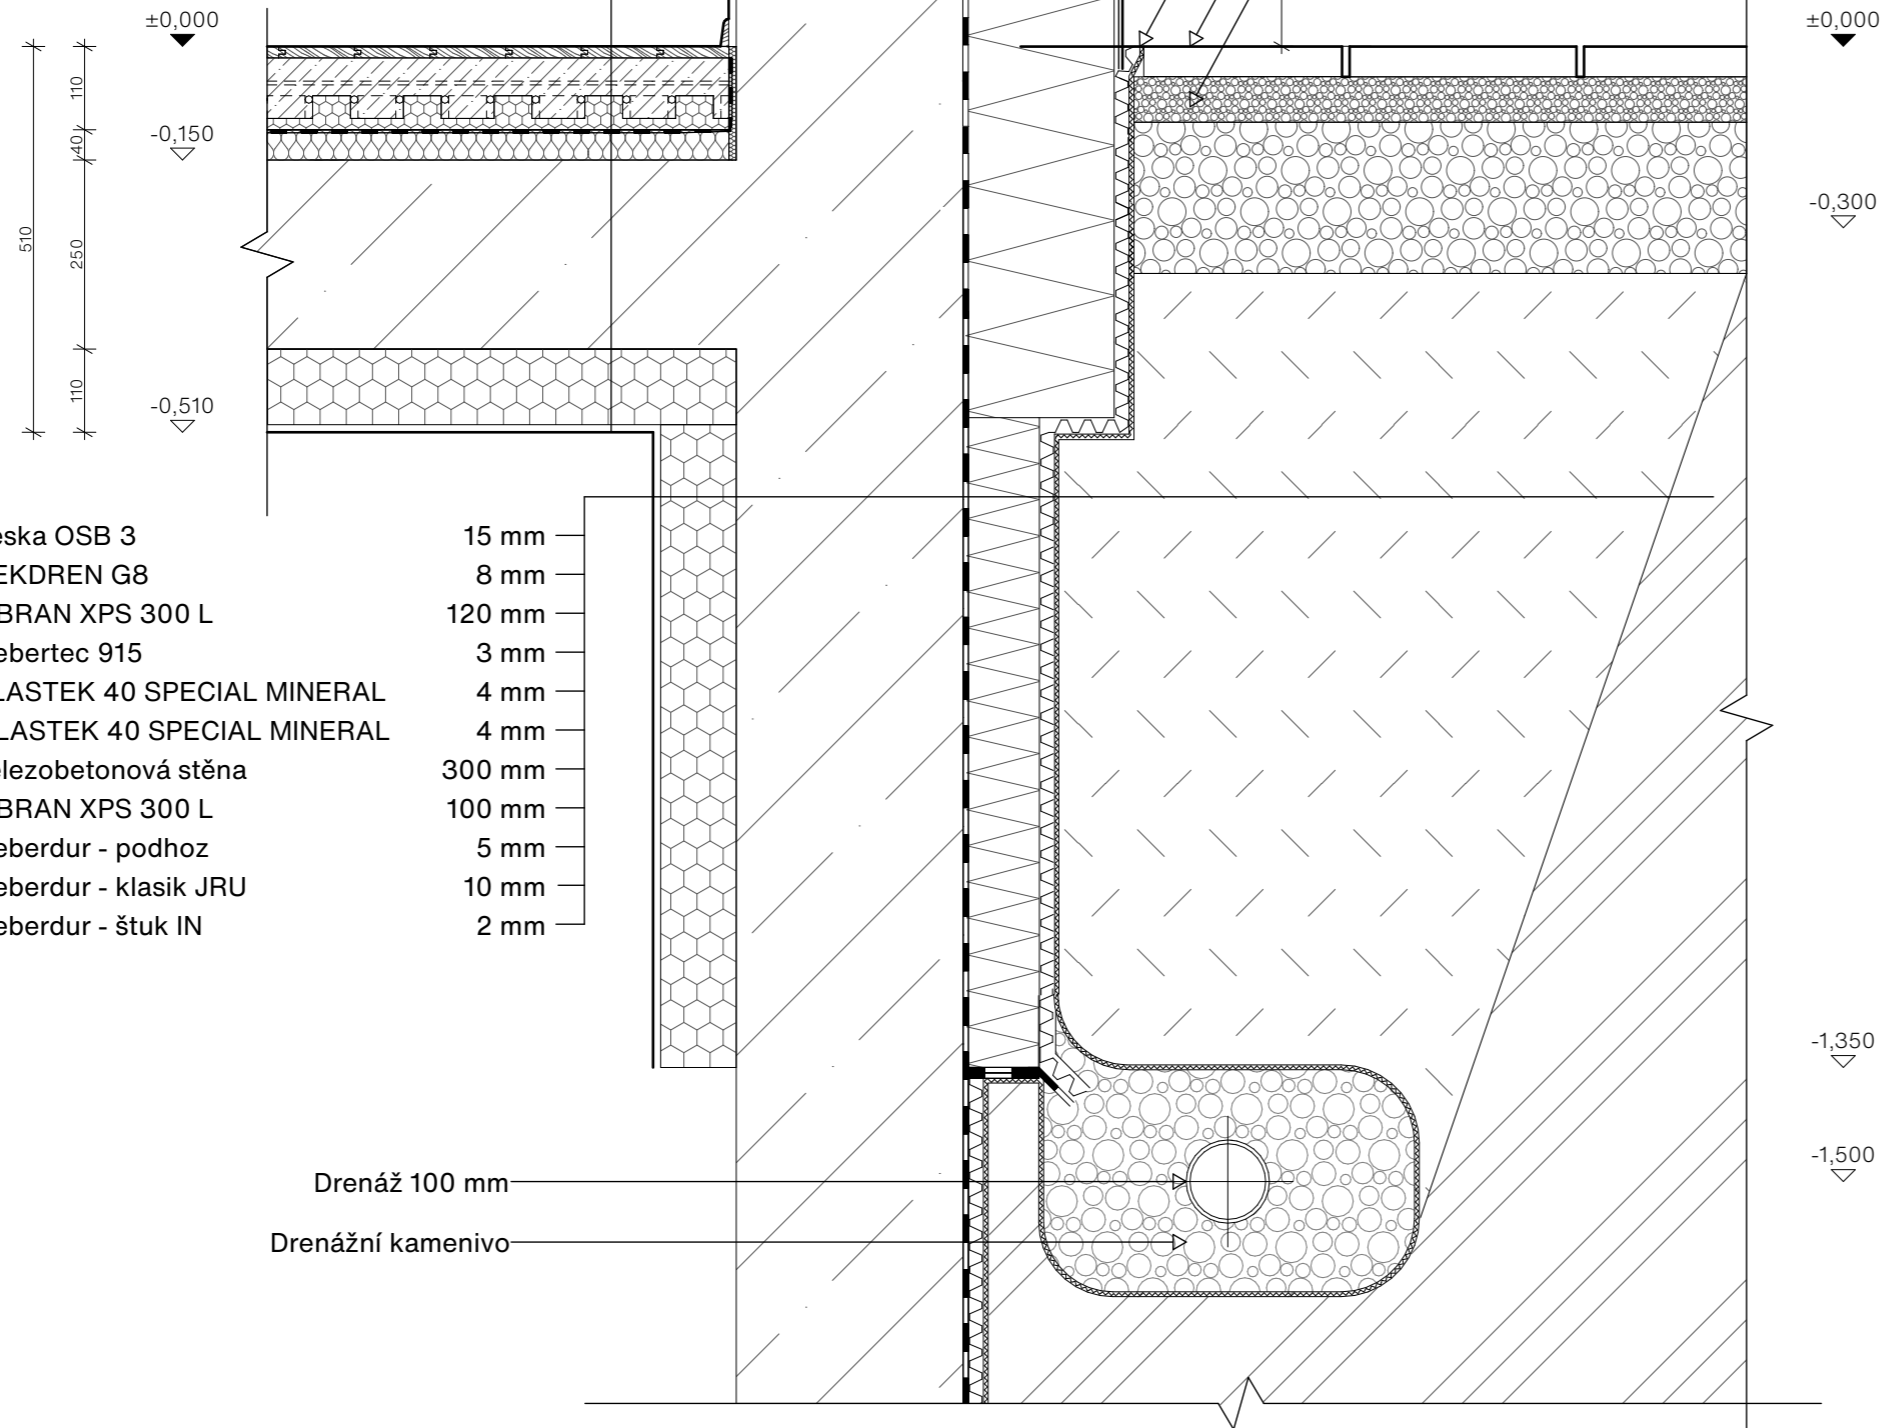 ±0,000
±0,000
110
-0,150
40
-0,300
510
250
110
-0,510
eska OSB 3 15 mm
EKDREN G8 8 mm
BRAN XPS 300 L 120 mm
ebertec 915 3 mm
LASTEK 40 SPECIAL MINERAL 4 mm
LASTEK 40 SPECIAL MINERAL 4 mm
elezobetonová stěna 300 mm
BRAN XPS 300 L 100 mm
eberdur - podhoz 5 mm
eberdur - klasik JRU 10 mm
eberdur - štuk IN 2 mm
-1,350
-1,500
Drenáž 100 mm
Drenážní kamenivo